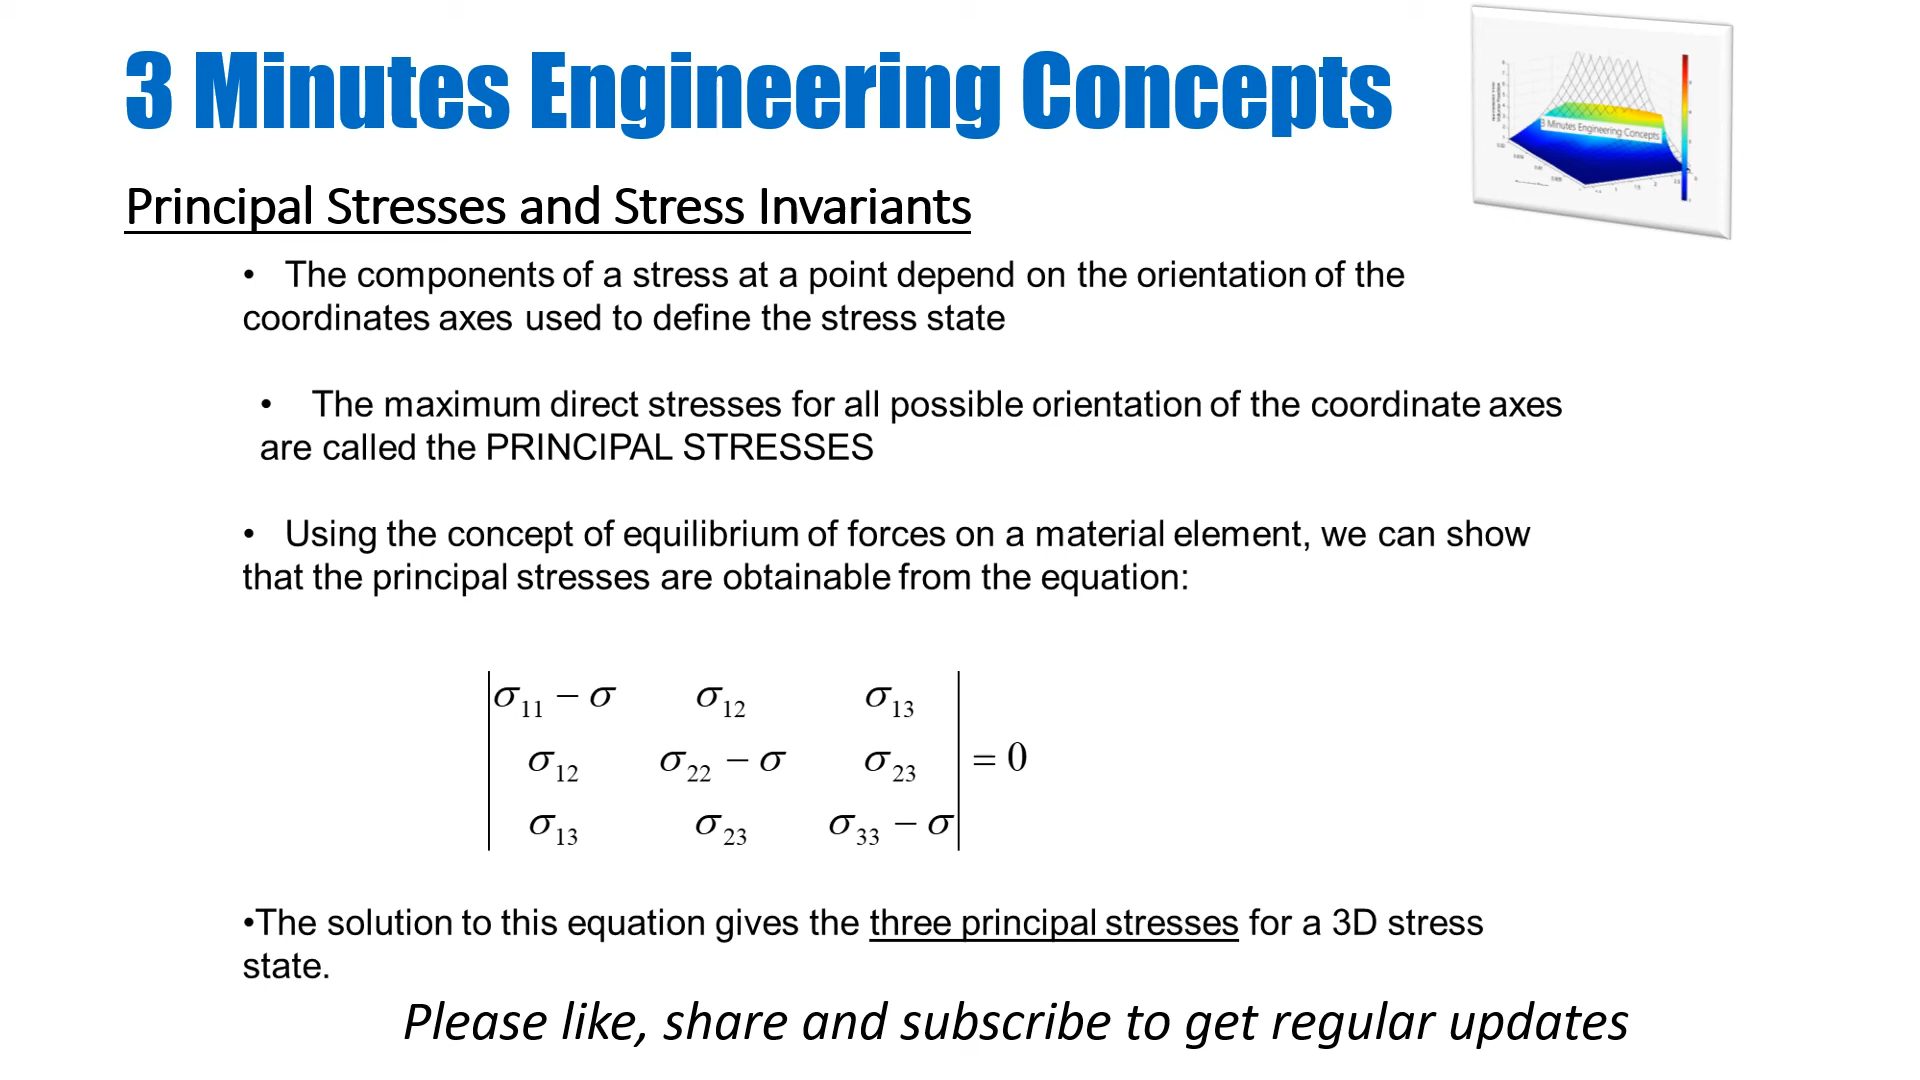 3 Minutes Engineering Concepts
3 Minutes Engineering Concepts
Principal Stresses and Stress Invariants
• The components of a stress at a point depend on the orientation of the
coordinates axes used to define the stress state
• The maximum direct stresses for all possible orientation of the coordinate axes
are called the PRINCIPAL STRESSES
• Using the concept of equilibrium of forces on a material element, we can show
that the principal stresses are obtainable from the equation:
σ11 − σ σ12 σ13
σ12 σ22 − σ σ23 = 0
σ13 σ23 σ33 − σ
•The solution to this equation gives the three principal stresses for a 3D stress
state.
Please like, share and subscribe to get regular updates